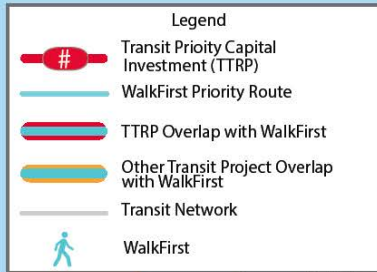 Legend
#
Transit Prioity Capital
Investment (TTRP)
WalkFirst Priority Route
TTRP Overlap with WalkFirst
Other Transit Project Overlap
with WalkFirst
Transit Network
WalkFirst